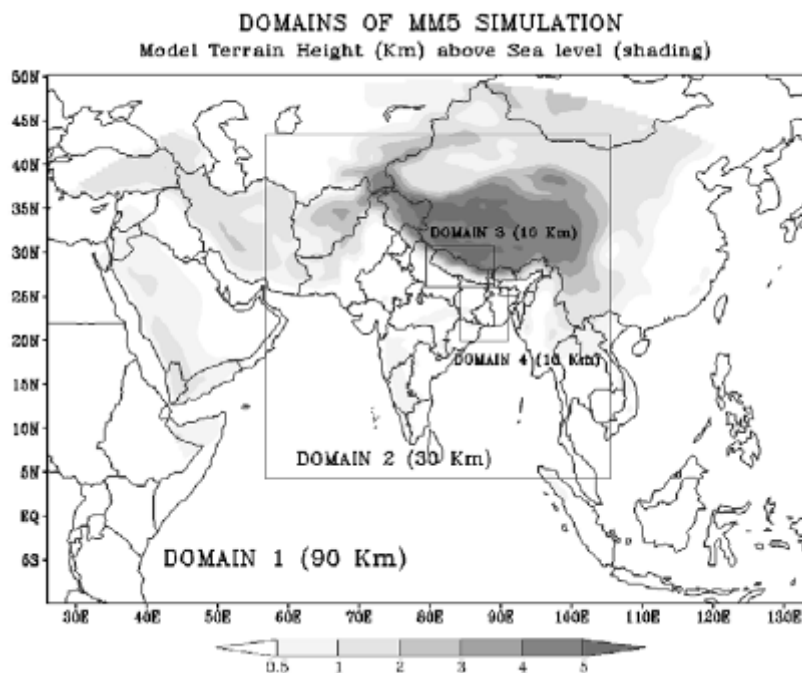 DOMAINS OF MM5 SIMULATION
Model Terrain Height (Km) above Sea level (shading)
50N
45N
40N
35N
30N
25N
20N
15N
10N
5N
EQ
5S
DOMAIN 3 (10 Km)
DOMAIN 4 (10 Km)
DOMAIN 2 (30 Km)
DOMAIN 1 (90 Km)
30E 40E 50E 60E 70E 80E 90E 100E 110E 120E 130E
0.5 1 2 3 4 5